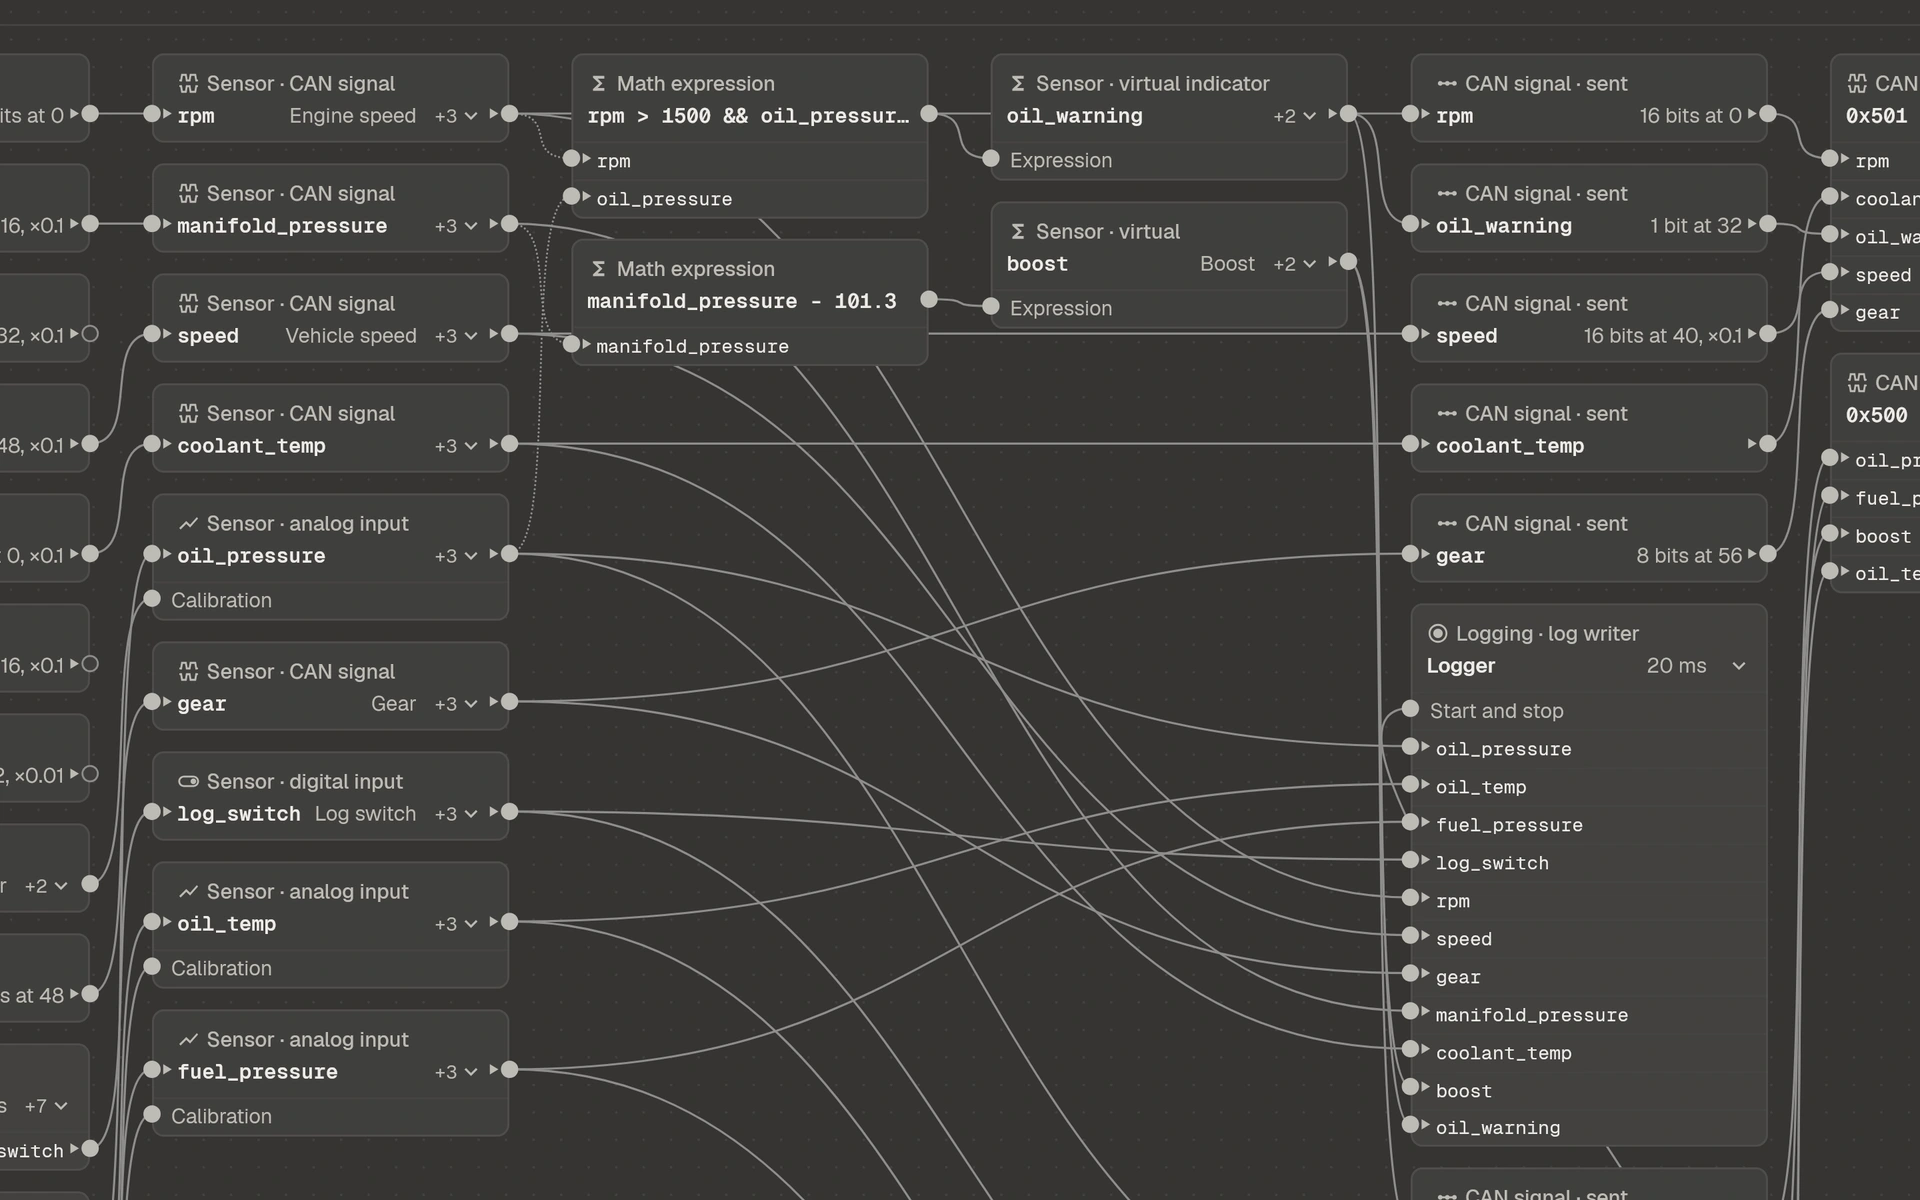 its at 0
16, ×0.1
32, ×0.1
48, ×0.1
0, ×0.1
16, ×0.1
2, ×0.01
r +2
s at 48
s +7
switch
Sensor · CAN signal
rpm Engine speed +3
Sensor · CAN signal
manifold_pressure +3
Sensor · CAN signal
speed Vehicle speed +3
Sensor · CAN signal
coolant_temp +3
Sensor · analog input
oil_pressure +3
Calibration
Sensor · CAN signal
gear Gear +3
Sensor · digital input
log_switch Log switch +3
Sensor · analog input
oil_temp +3
Calibration
Sensor · analog input
fuel_pressure +3
Calibration
Math expression
rpm > 1500 && oil_pressur…
rpm
oil_pressure
Math expression
manifold_pressure - 101.3
manifold_pressure
Sensor · virtual indicator
oil_warning +2
Expression
Sensor · virtual
boost Boost +2
Expression
CAN signal · sent
rpm 16 bits at 0
CAN signal · sent
oil_warning 1 bit at 32
CAN signal · sent
speed 16 bits at 40, ×0.1
CAN signal · sent
coolant_temp
CAN signal · sent
gear 8 bits at 56
Logging · log writer
Logger 20 ms
Start and stop
oil_pressure
oil_temp
fuel_pressure
log_switch
rpm
speed
gear
manifold_pressure
coolant_temp
boost
oil_warning
CAN signal · sent
CAN
0x501
rpm
coolan
oil_wa
speed
gear
CAN
0x500
oil_pr
fuel_p
boost
oil_te